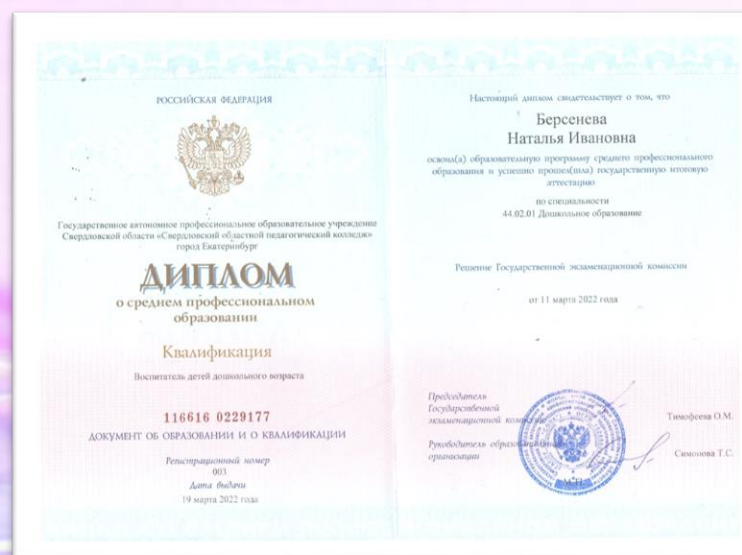 РОССИЙСКАЯ ФЕДЕРАЦИЯ
Государственное автономное профессиональное образовательное учреждение
Свердловской области «Свердловский областной педагогический колледж»
город Екатеринбург
ДИПЛОМ
о среднем профессиональном
образовании
Квалификация
Воспитатель детей дошкольного возраста
116616 0229177
ДОКУМЕНТ ОБ ОБРАЗОВАНИИ И О КВАЛИФИКАЦИИ
Регистрационный номер
003
Дата выдачи
19 марта 2022 года
Настоящий диплом свидетельствует о том, что
Берсенева
Наталья Ивановна
освоил(а) образовательную программу среднего профессионального
образования и успешно прошел(шла) государственную итоговую
аттестацию
по специальности
44.02.01 Дошкольное образование
Решение Государственной экзаменационной комиссии
от 11 марта 2022 года
Председатель
Государственной
экзаменационной комиссии
Тимофеева О.М.
Руководитель образовательной
организации
Симонова Т.С.
М.П.